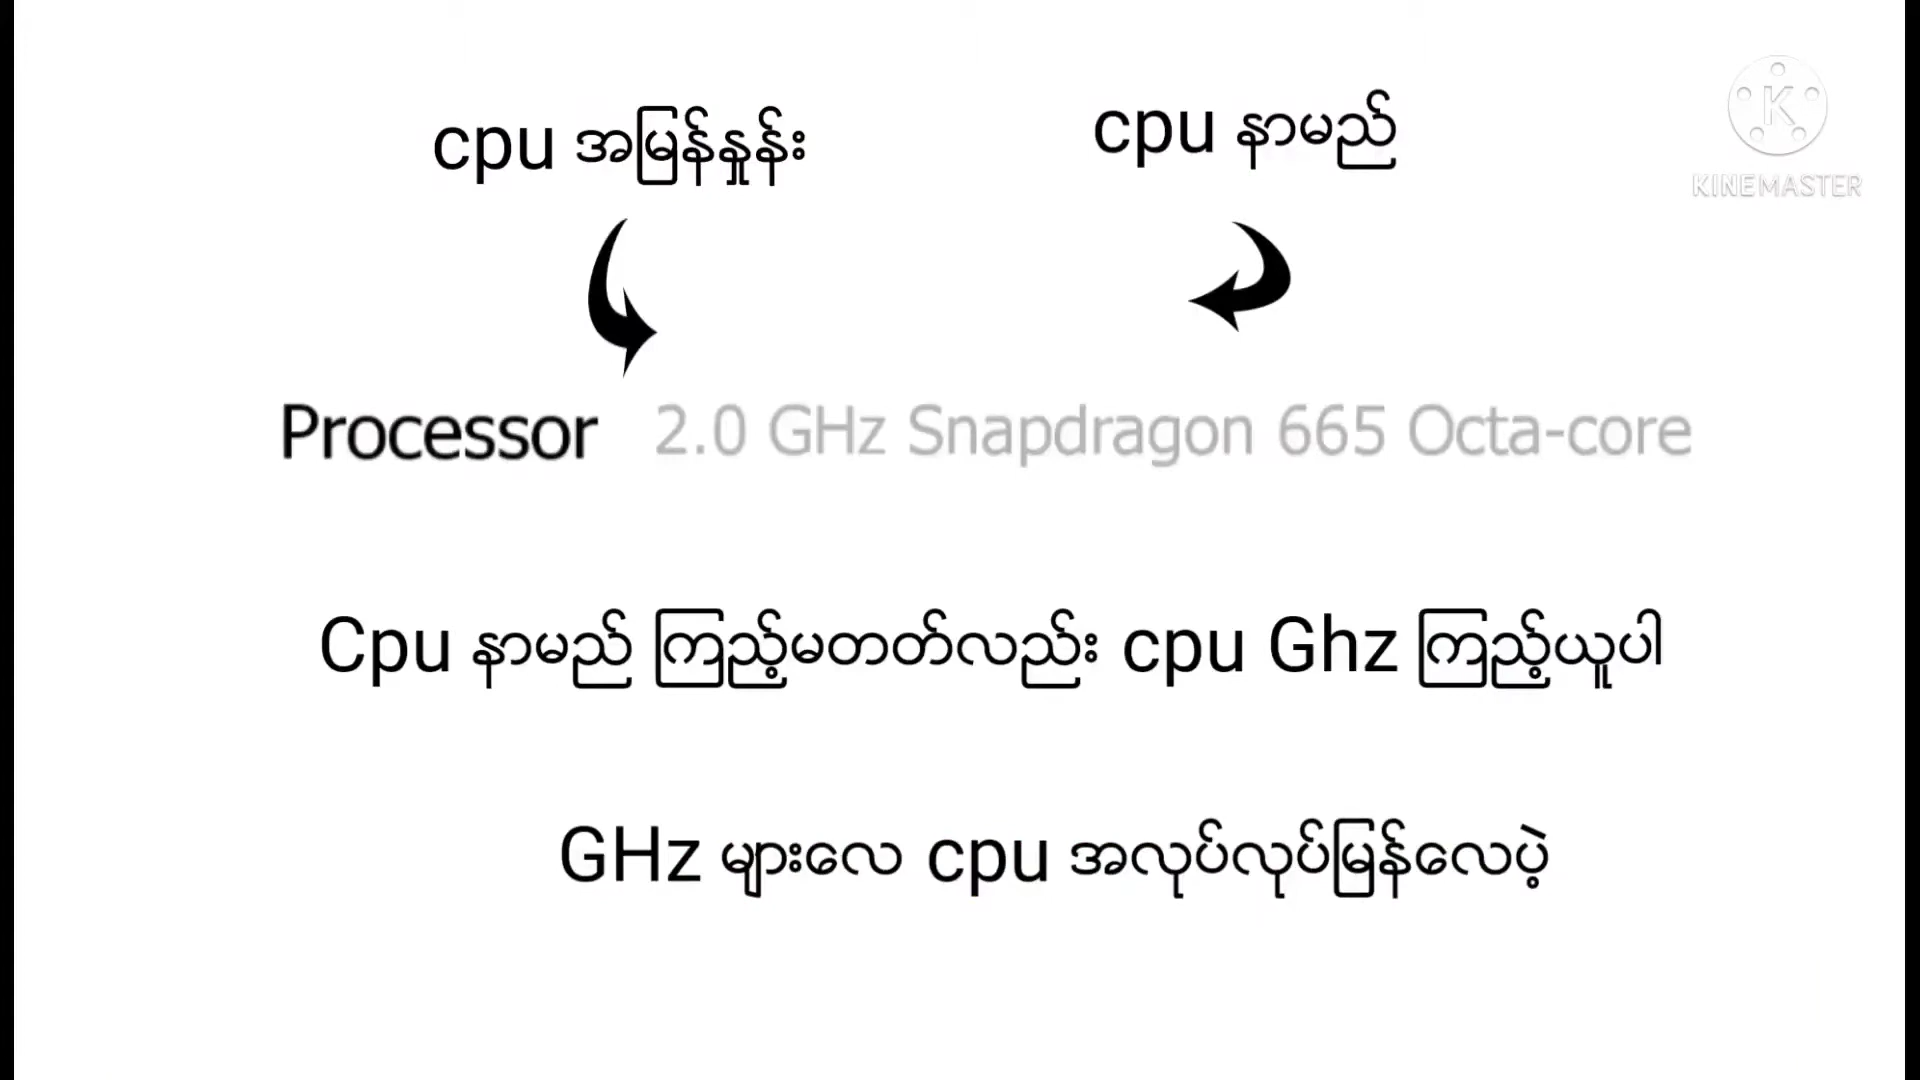 cpu အမြန်နှုန်း
cpu နာမည်
KINEMASTER
Processor 2.0 GHz Snapdragon 665 Octa-core
Cpu နာမည် ကြည့်မတတ်လည်း cpu Ghz ကြည့်ယူပါ
GHz များလေ cpu အလုပ်လုပ်မြန်လေပဲ့